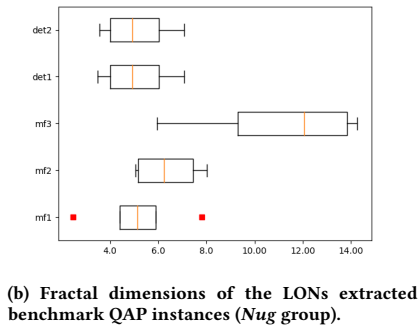 det2
det1
mf3
mf2
mf1
4.0 6.0 8.0 10.00 12.00 14.00
(b) Fractal dimensions of the LONs extracted
benchmark QAP instances (Nug group).